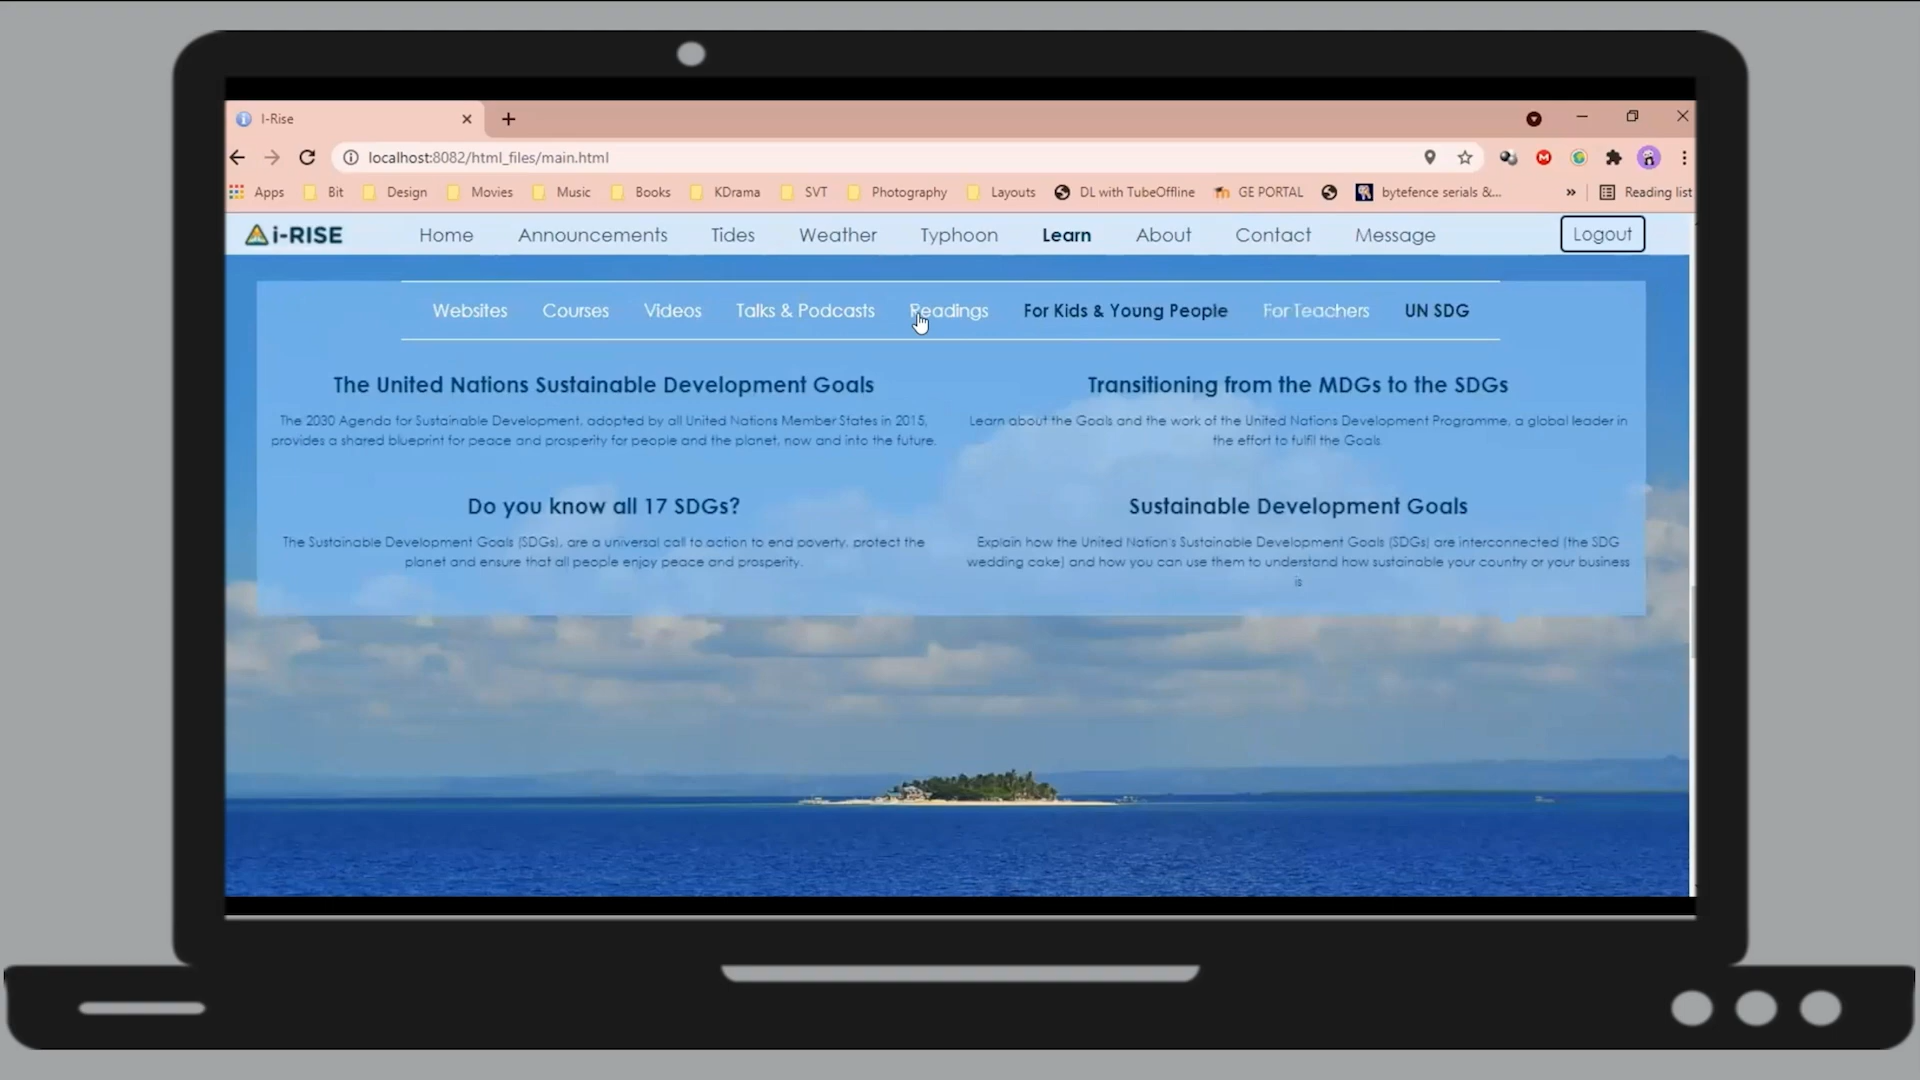 I-Rise
localhost:8082/html_files/main.html
Apps Bit Design Movies Music Books KDrama SVT Photography Layouts DL with TubeOffline GE PORTAL bytefence serials &... » Reading list
i-RISE Home Announcements Tides Weather Typhoon Learn About Contact Message Logout
Websites Courses Videos Talks & Podcasts Readings For Kids & Young People For Teachers UN SDG
The United Nations Sustainable Development Goals
The 2030 Agenda for Sustainable Development, adopted by all United Nations Member States in 2015,
provides a shared blueprint for peace and prosperity for people and the planet, now and into the future.
Transitioning from the MDGs to the SDGs
Learn about the Goals and the work of the United Nations Development Programme, a global leader in
the effort to fulfil the Goals.
Do you know all 17 SDGs?
The Sustainable Development Goals (SDGs), are a universal call to action to end poverty, protect the
planet and ensure that all people enjoy peace and prosperity.
Sustainable Development Goals
Explain how the United Nation's Sustainable Development Goals (SDGs) are interconnected (the SDG
wedding cake) and how you can use them to understand how sustainable your country or your business
is